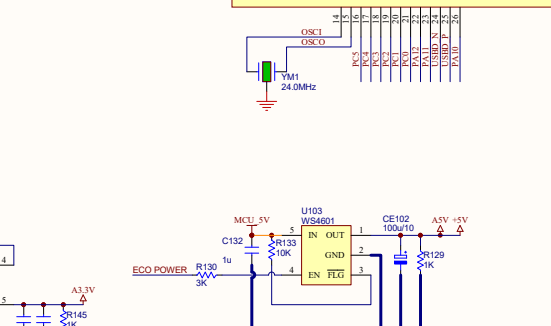 14 15 16 17 18 19 20 21 22 23 24 25 26
OSCI
OSCO
PC5 PC4 PC3 PC2 PC1 PC0 PA12 PA11 USBD_N USBD_P PA10
YM1
24.0MHz
U103
WS4601
MCU_5V
CE102
100u/10
A5V +5V
C132
1u
R133
10K
5 IN OUT 1
GND 2
4 EN FLG 3
R129
1K
ECO POWER
R130
3K
4
A3.3V
5
R145
1K